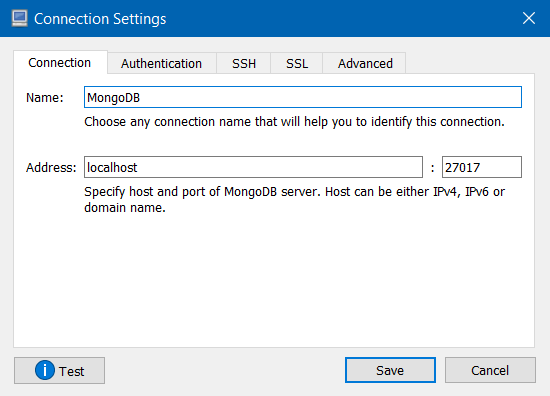 Connection Settings
Connection Authentication SSH SSL Advanced
Name: MongoDB
Choose any connection name that will help you to identify this connection.
Address: localhost : 27017
Specify host and port of MongoDB server. Host can be either IPv4, IPv6 or
domain name.
Test Save Cancel